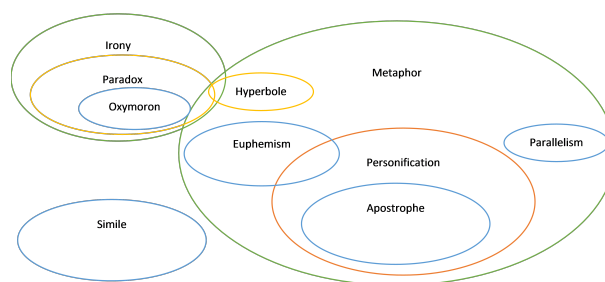 Irony
Metaphor
Paradox
Hyperbole
Oxymoron
Euphemism
Parallelism
Personification
Apostrophe
Simile